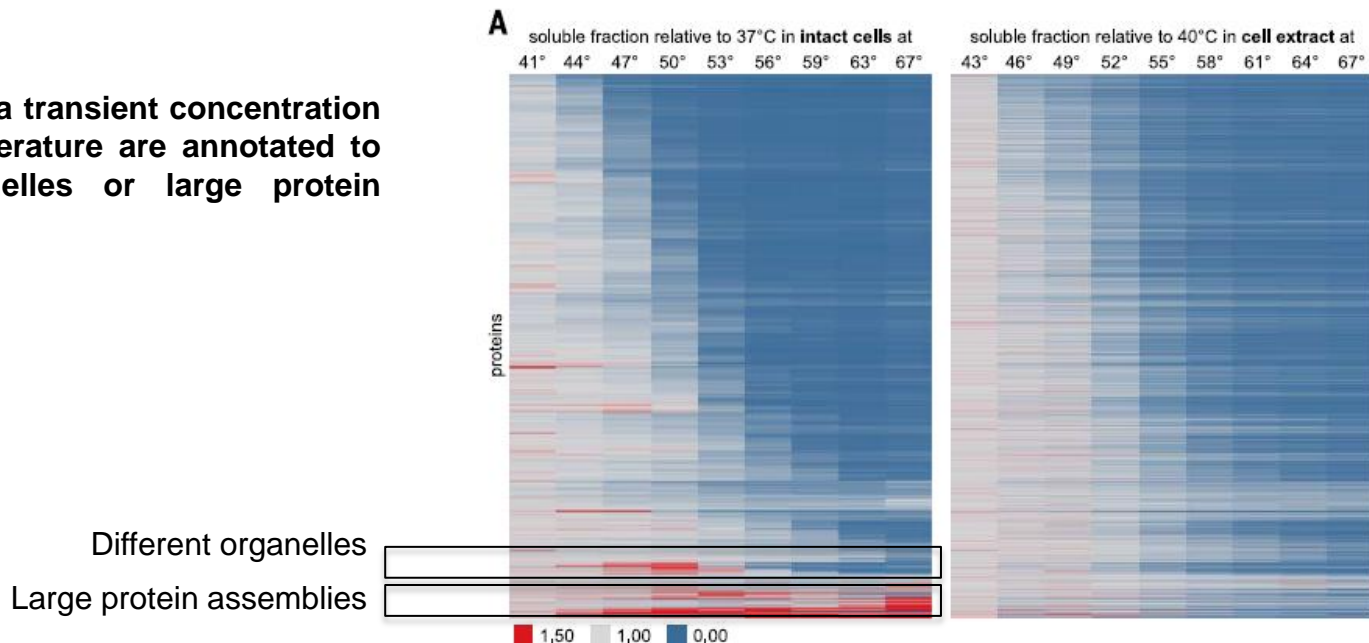 A
soluble fraction relative to 37°C in intact cells at
41° 44° 47° 50° 53° 56° 59° 63° 67°
soluble fraction relative to 40°C in cell extract at
43° 46° 49° 52° 55° 58° 61° 64° 67°
a transient concentration
erature are annotated to
elles or large protein
proteins
Different organelles
Large protein assemblies
1,50 1,00 0,00